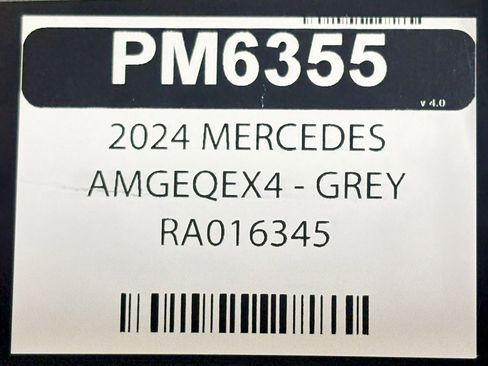 PM6355
v 4.0
2024 MERCEDES
AMGEQEX4 - GREY
RA016345